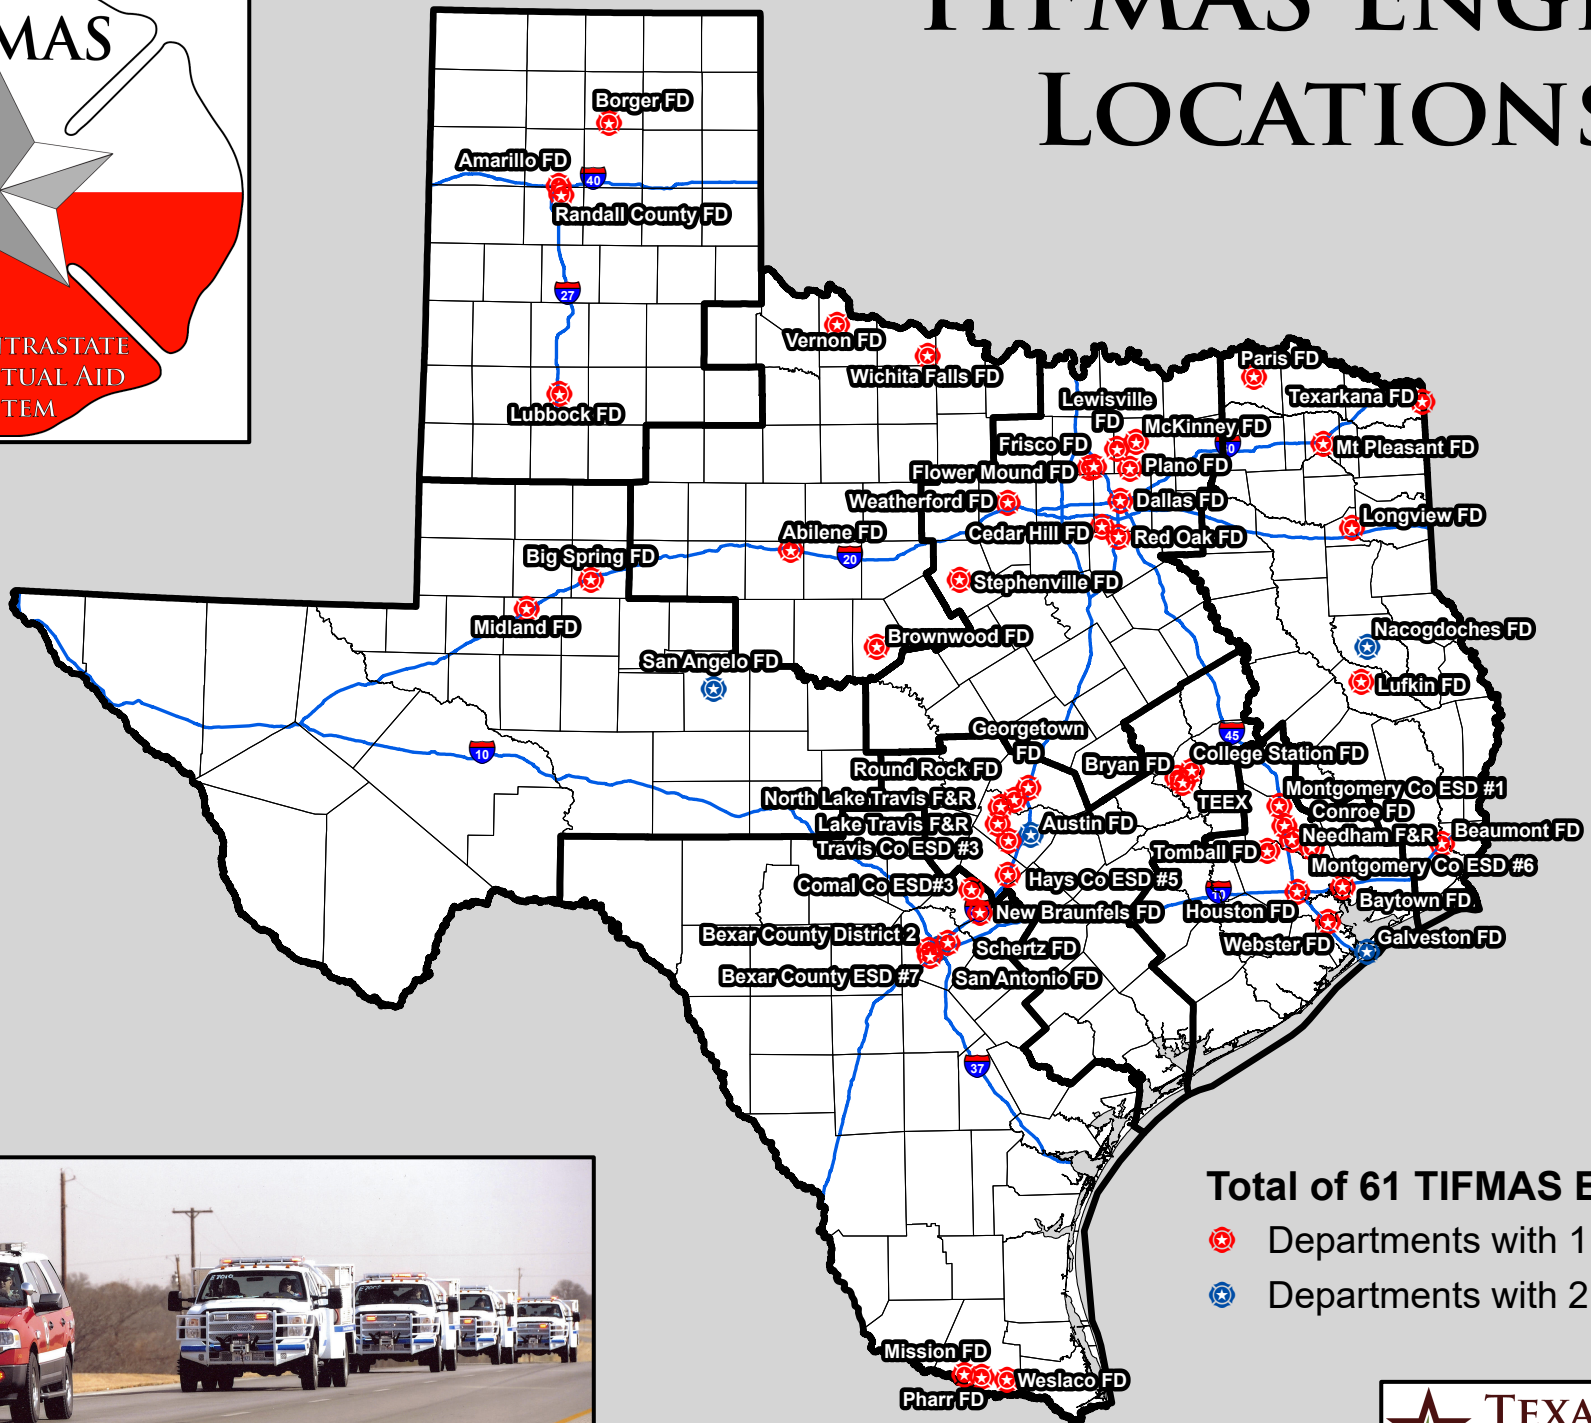 TIFMAS ENGI
LOCATIONS
MAS
NTRASTATE
TUAL AID
TEM
Borger FD
Amarillo FD
40
Randall County FD
27
Lubbock FD
Vernon FD
Wichita Falls FD
Paris FD
Texarkana FD
Lewisville
FD
McKinney FD
Frisco FD
Mt Pleasant FD
Flower Mound FD
Plano FD
Weatherford FD
Dallas FD
Longview FD
Cedar Hill FD
Red Oak FD
Abilene FD
20
Big Spring FD
Stephenville FD
Midland FD
Brownwood FD
Nacogdoches FD
San Angelo FD
Lufkin FD
10
Georgetown
FD
45
College Station FD
Bryan FD
Round Rock FD
TEEX
Montgomery Co ESD #1
North Lake Travis F&R
Conroe FD
Lake Travis F&R
Austin FD
Needham F&R
Beaumont FD
Travis Co ESD #3
Tomball FD
Montgomery Co ESD #6
Comal Co ESD#3
Hays Co ESD #5
10
Baytown FD
New Braunfels FD
Houston FD
Bexar County District 2
Schertz FD
Webster FD
Galveston FD
Bexar County ESD #7
San Antonio FD
37
Mission FD
Weslaco FD
Pharr FD
Total of 61 TIFMAS E
Departments with 1
Departments with 2
TEXA